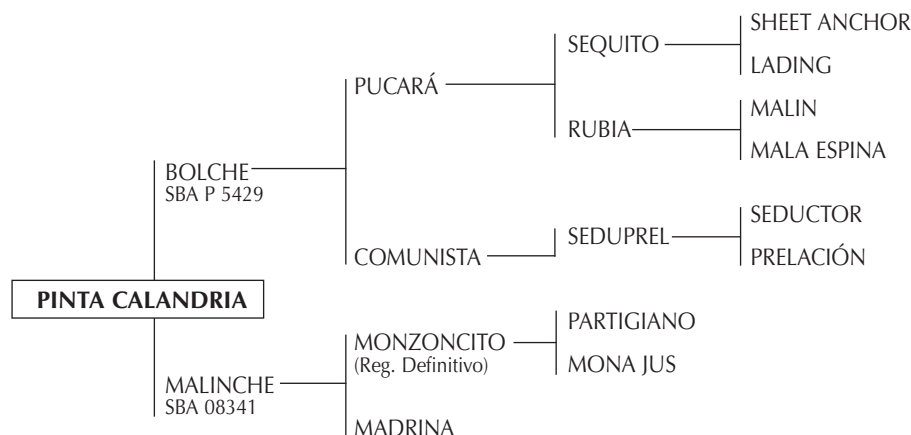 SHEET ANCHOR
SEQUITO
LADING
PUCARÁ
MALIN
RUBIA
MALA ESPINA
BOLCHE
SBA P 5429
SEDUCTOR
SEDUPREL
COMUNISTA
PRELACIÓN
PINTA CALANDRIA
PARTIGIANO
MONZONCITO
(Reg. Definitivo)
MONA JUS
MALINCHE
SBA 08341
MADRINA